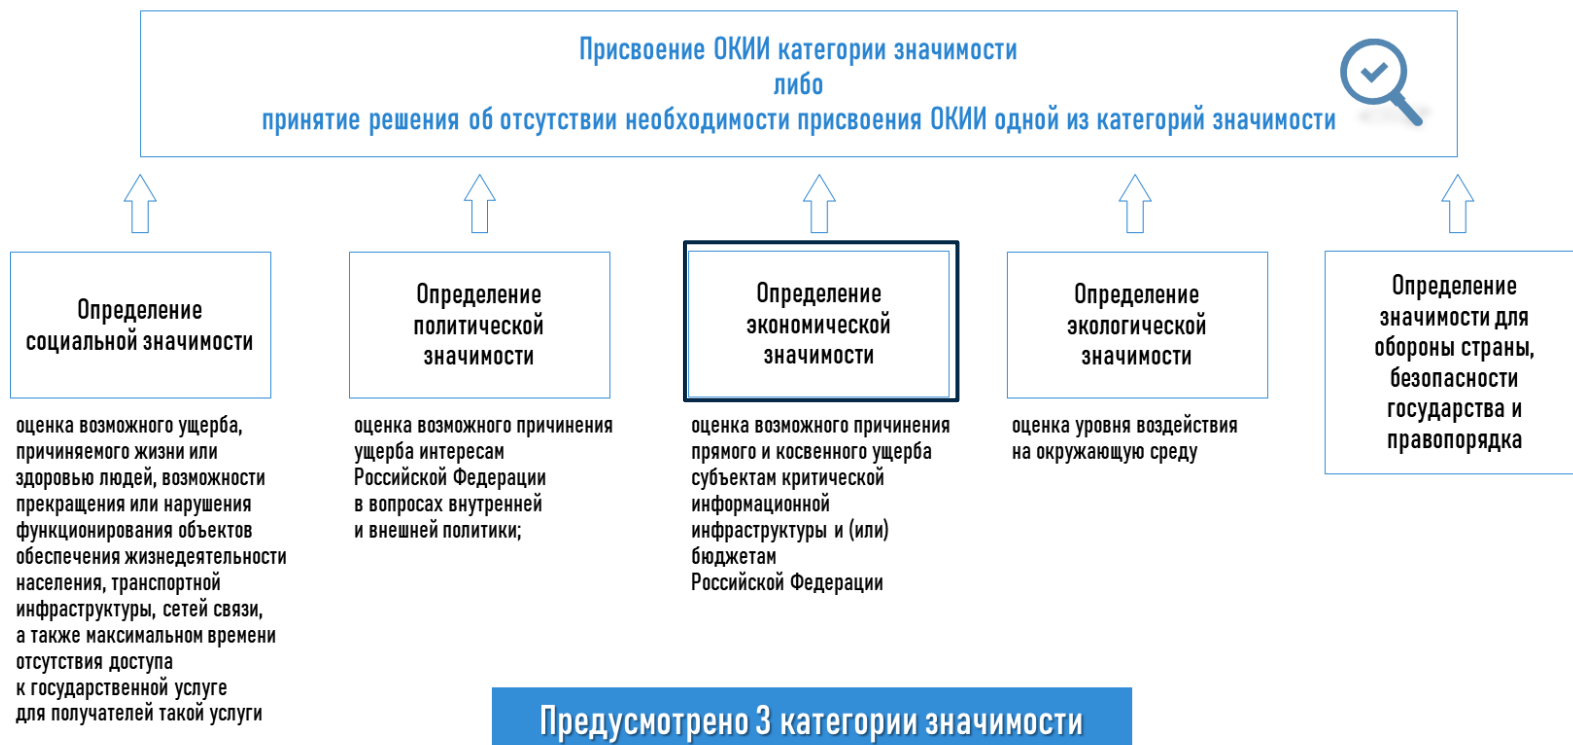 Присвоение ОКИИ категории значимости
либо
принятие решения об отсутствии необходимости присвоения ОКИИ одной из категорий значимости
Определение
социальной значимости
оценка возможного ущерба,
причиняемого жизни или
здоровью людей, возможности
прекращения или нарушения
функционирования объектов
обеспечения жизнедеятельности
населения, транспортной
инфраструктуры, сетей связи,
а также максимальном времени
отсутствия доступа
к государственной услуге
для получателей такой услуги
Определение
политической
значимости
оценка возможного причинения
ущерба интересам
Российской Федерации
в вопросах внутренней
и внешней политики;
Определение
экономической
значимости
оценка возможного причинения
прямого и косвенного ущерба
субъектам критической
информационной
инфраструктуры и (или)
бюджетам
Российской Федерации
Определение
экологической
значимости
оценка уровня воздействия
на окружающую среду
Определение
значимости для
обороны страны,
безопасности
государства и
правопорядка
Предусмотрено 3 категории значимости